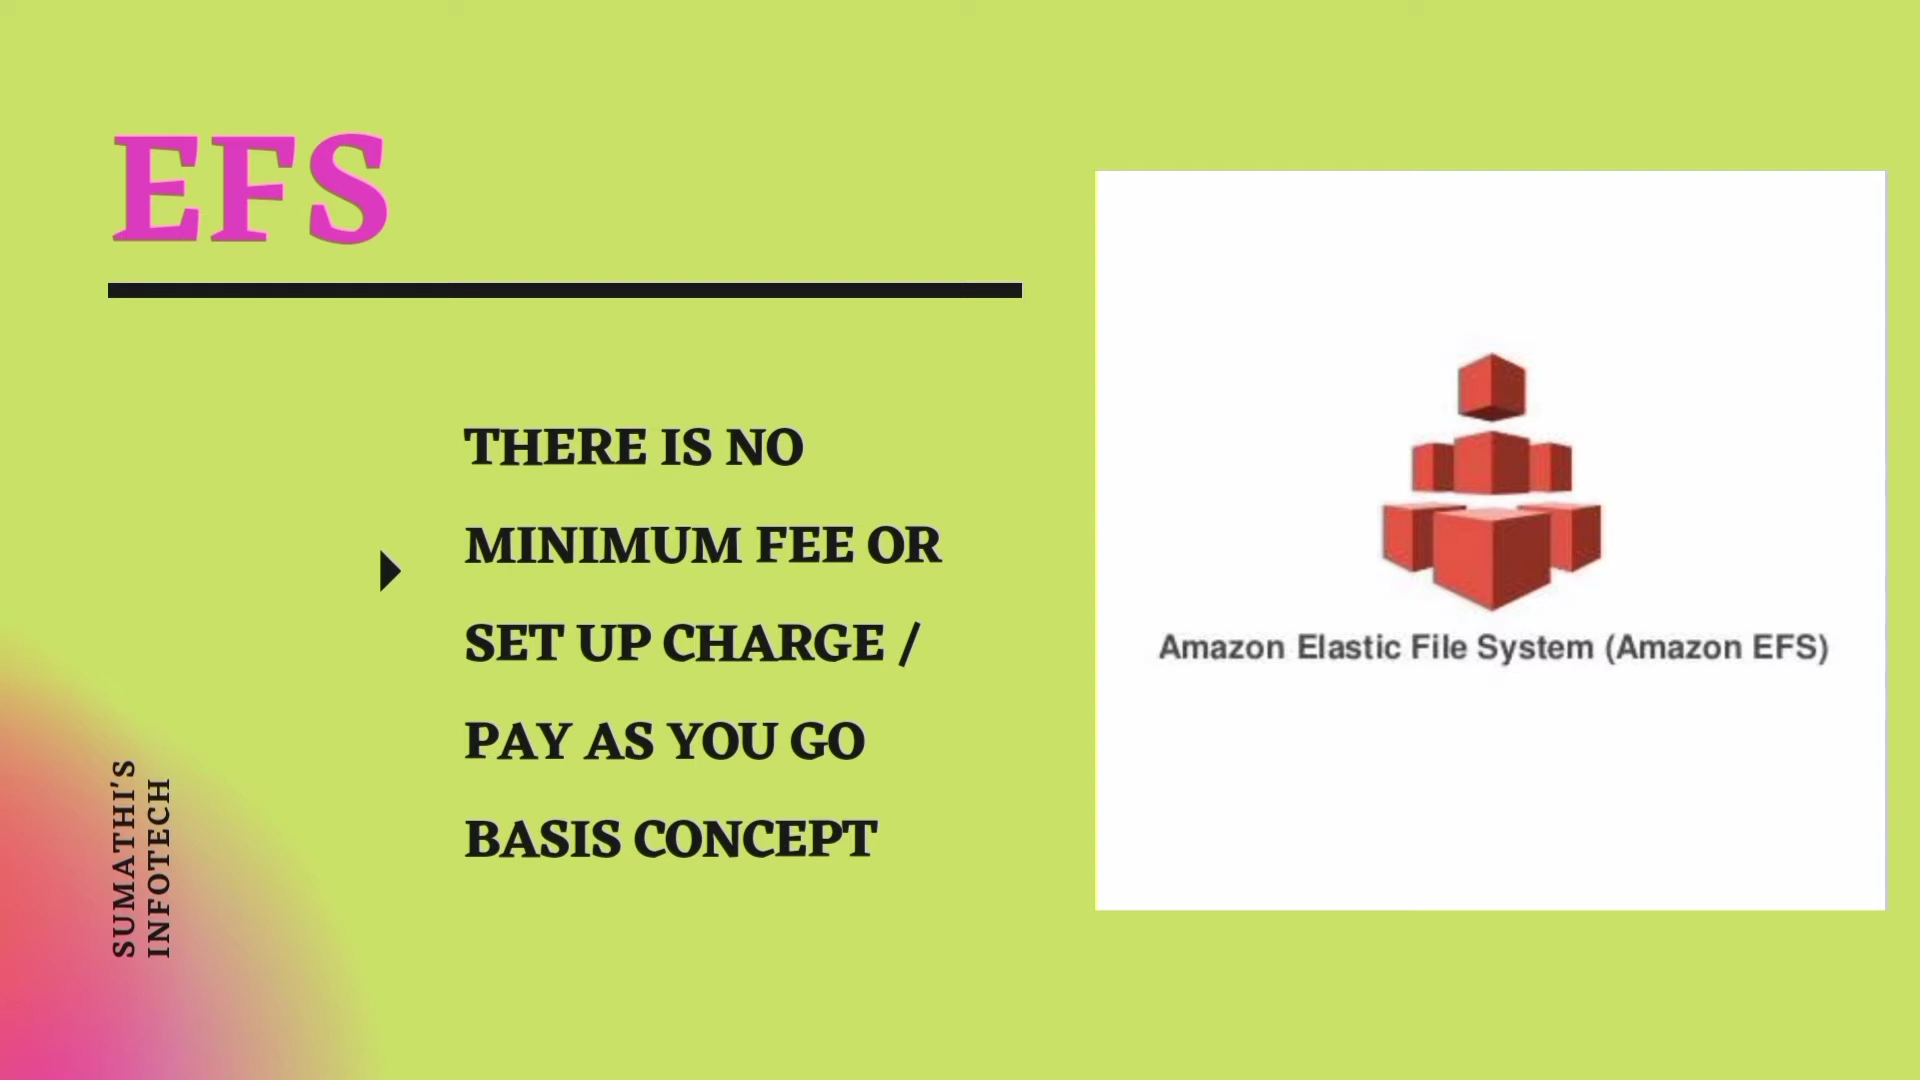 EFS
THERE IS NO
MINIMUM FEE OR
SET UP CHARGE /
PAY AS YOU GO
BASIS CONCEPT
Amazon Elastic File System (Amazon EFS)
SUMATHI'S
INFOTECH